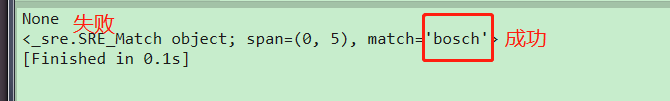 None 失败
<_sre.SRE_Match object; span=(0, 5), match='bosch'> 成功
[Finished in 0.1s]